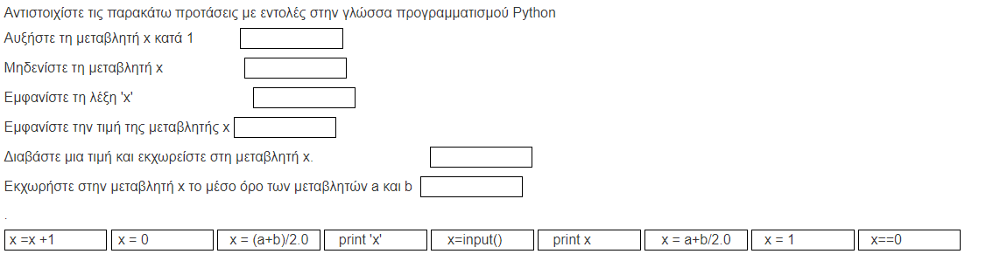 Αντιστοιχίστε τις παρακάτω προτάσεις με εντολές στην γλώσσα προγραμματισμού Python
Αυξήστε τη μεταβλητή x κατά 1
Μηδενίστε τη μεταβλητή x
Εμφανίστε τη λέξη 'x'
Εμφανίστε την τιμή της μεταβλητής x
Διαβάστε μια τιμή και εκχωρείστε στη μεταβλητή x.
Εκχωρήστε στην μεταβλητή x το μέσο όρο των μεταβλητών a και b
.
x =x +1 x = 0 x = (a+b)/2.0 print 'x' x=input() print x x = a+b/2.0 x = 1 x==0